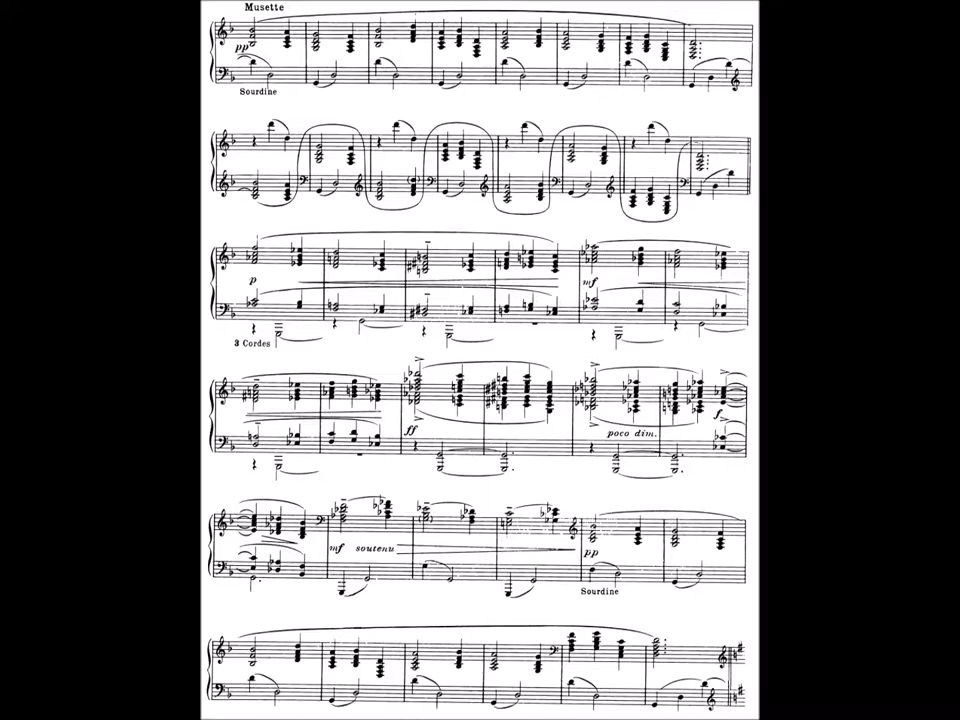 Musette
pp
Sourdine
p
mf
3 Cordes
ff
poco dim.
f
mf soutenu
pp
Sourdine